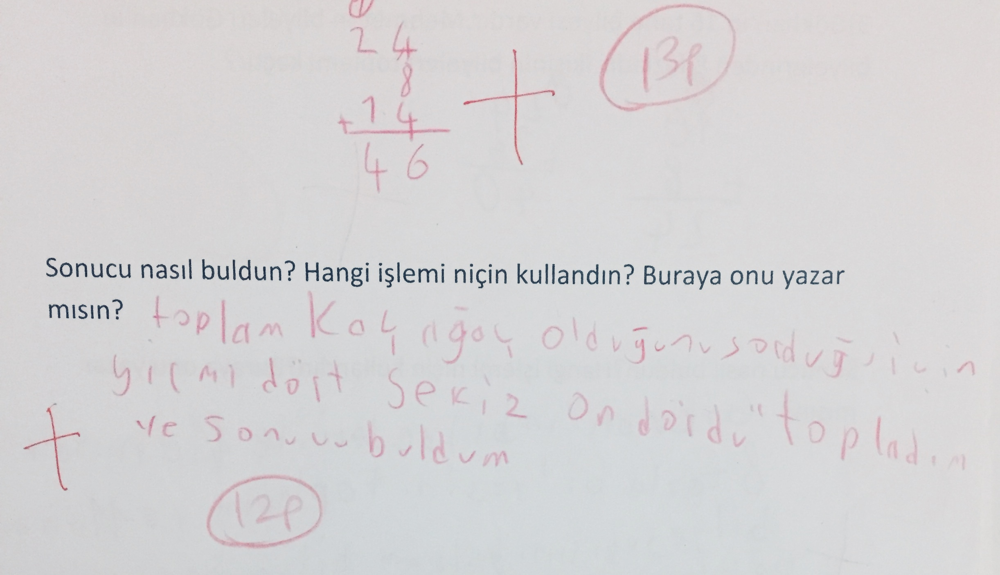 1
24
8
+ 14
46
+
13p
Sonucu nasıl buldun? Hangi işlemi niçin kullandın? Buraya onu yazar
mısın? toplam Kaç ağaç olduğunu sorduğu için
yirmi dört sekiz on dördü topladım
ve sonucu buldum
+
12p